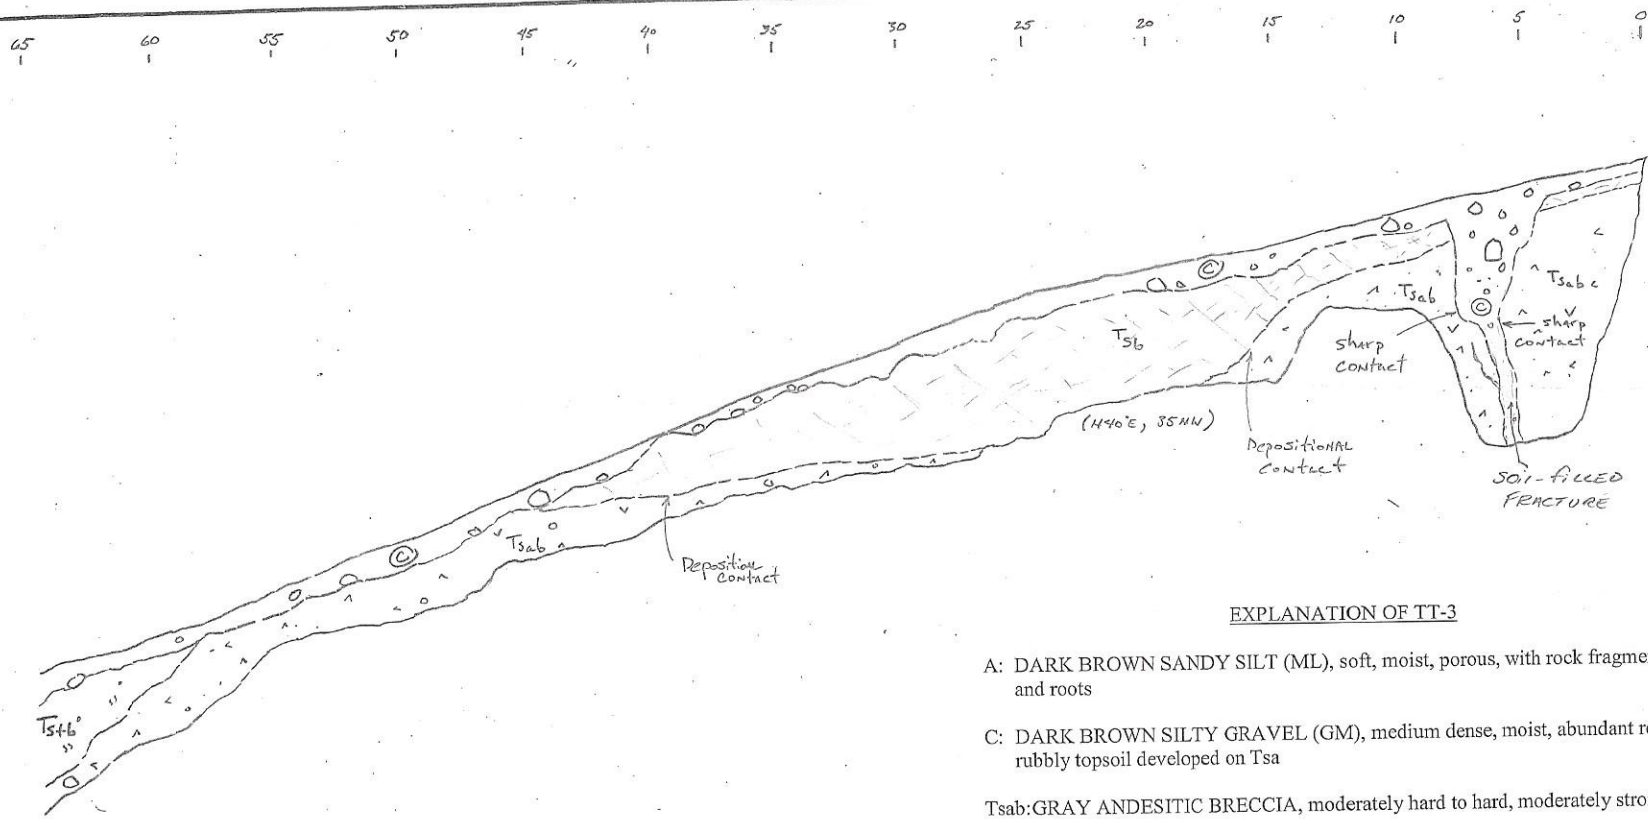 65 60 55 50 45 40 35 30 25 20 15 10 5 0
C
Tsab
Tsab
C
sharp
contact
sharp
contact
Tsb
C
(N40°E, 35NW)
Depositional
contact
Soil-filled
Fracture
C
Tsab
Deposition
contact
Tstb
EXPLANATION OF TT-3
A: DARK BROWN SANDY SILT (ML), soft, moist, porous, with rock fragme
and roots
C: DARK BROWN SILTY GRAVEL (GM), medium dense, moist, abundant r
rubbly topsoil developed on Tsa
Tsab:GRAY ANDESITIC BRECCIA, moderately hard to hard, moderately stro